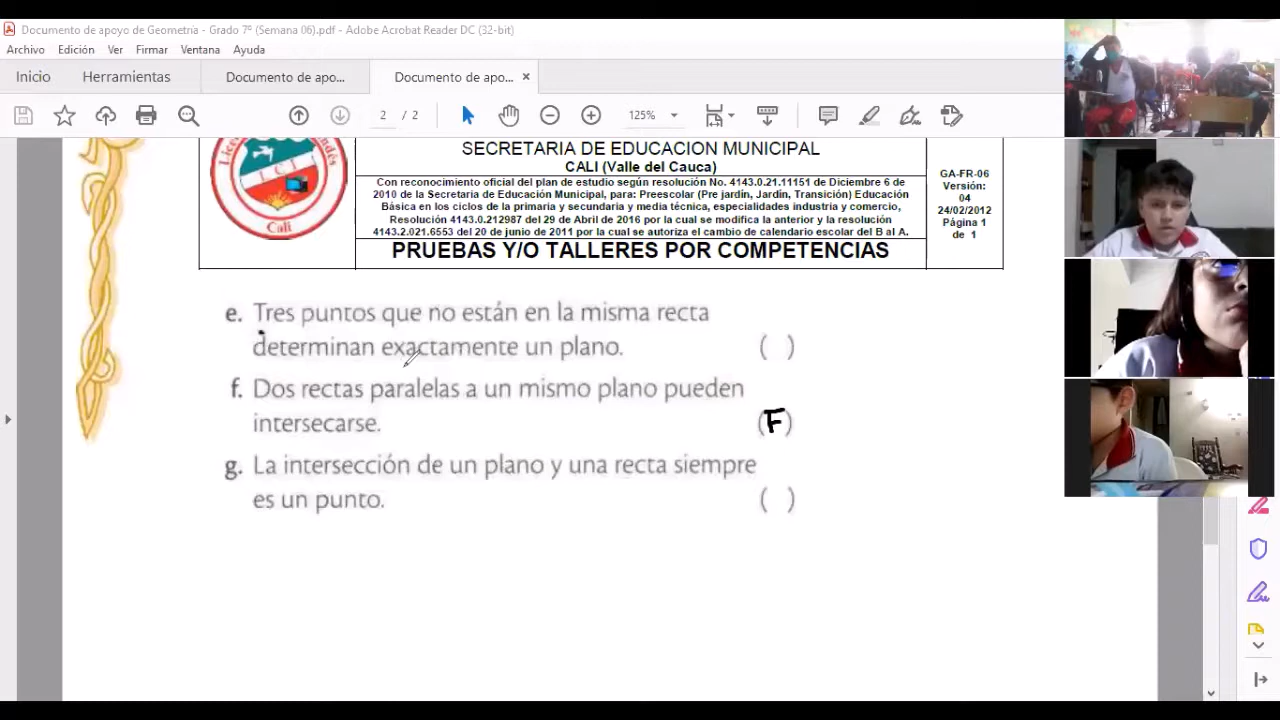 Documento de apoyo de Geometría - Grado 7º (Semana 06).pdf - Adobe Acrobat Reader DC (32-bit)
Archivo Edición Ver Firmar Ventana Ayuda
Inicio Herramientas Documento de apo... Documento de apo... ×
2 / 2 125%
SECRETARIA DE EDUCACION MUNICIPAL
CALI (Valle del Cauca)
Con reconocimiento oficial del plan de estudio según resolución No. 4143.0.21.11151 de Diciembre 6 de
2010 de la Secretaria de Educación Municipal, para: Preescolar (Pre jardín, Jardín, Transición) Educación
Básica en los ciclos de la primaria y secundaria y media técnica, especialidades industria y comercio,
Resolución 4143.0.212987 del 29 de Abril de 2016 por la cual se modifica la anterior y la resolución
4143.2.021.6553 del 20 de junio de 2011 por la cual se autoriza el cambio de calendario escolar del B al A.
PRUEBAS Y/O TALLERES POR COMPETENCIAS
GA-FR-06
Versión:
04
24/02/2012
Página 1
de 1
L C I
Cali
e. Tres puntos que no están en la misma recta
determinan exactamente un plano. ( )
f. Dos rectas paralelas a un mismo plano pueden
intersecarse. (F)
g. La intersección de un plano y una recta siempre
es un punto. ( )